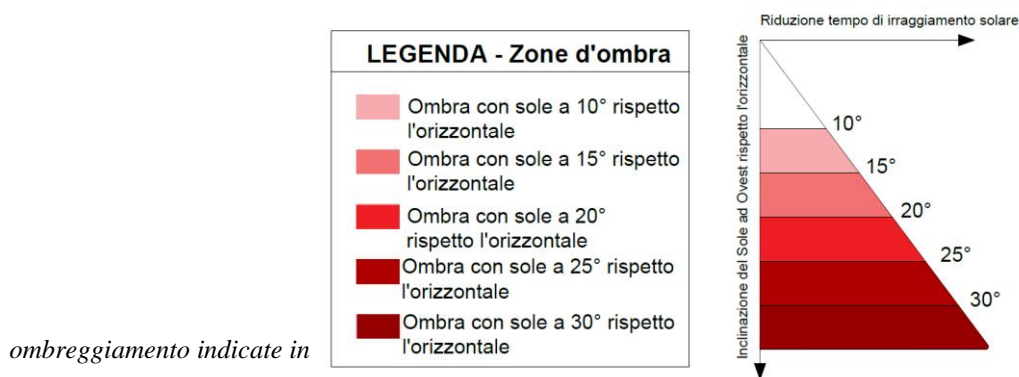 LEGENDA - Zone d'ombra
Ombra con sole a 10° rispetto
l'orizzontale
Ombra con sole a 15° rispetto
l'orizzontale
Ombra con sole a 20°
rispetto l'orizzontale
Ombra con sole a 25° rispetto
l'orizzontale
Ombra con sole a 30° rispetto
l'orizzontale
ombreggiamento indicate in
Riduzione tempo di irraggiamento solare
Inclinazione del Sole ad Ovest rispetto l'orizzontale
10°
15°
20°
25°
30°